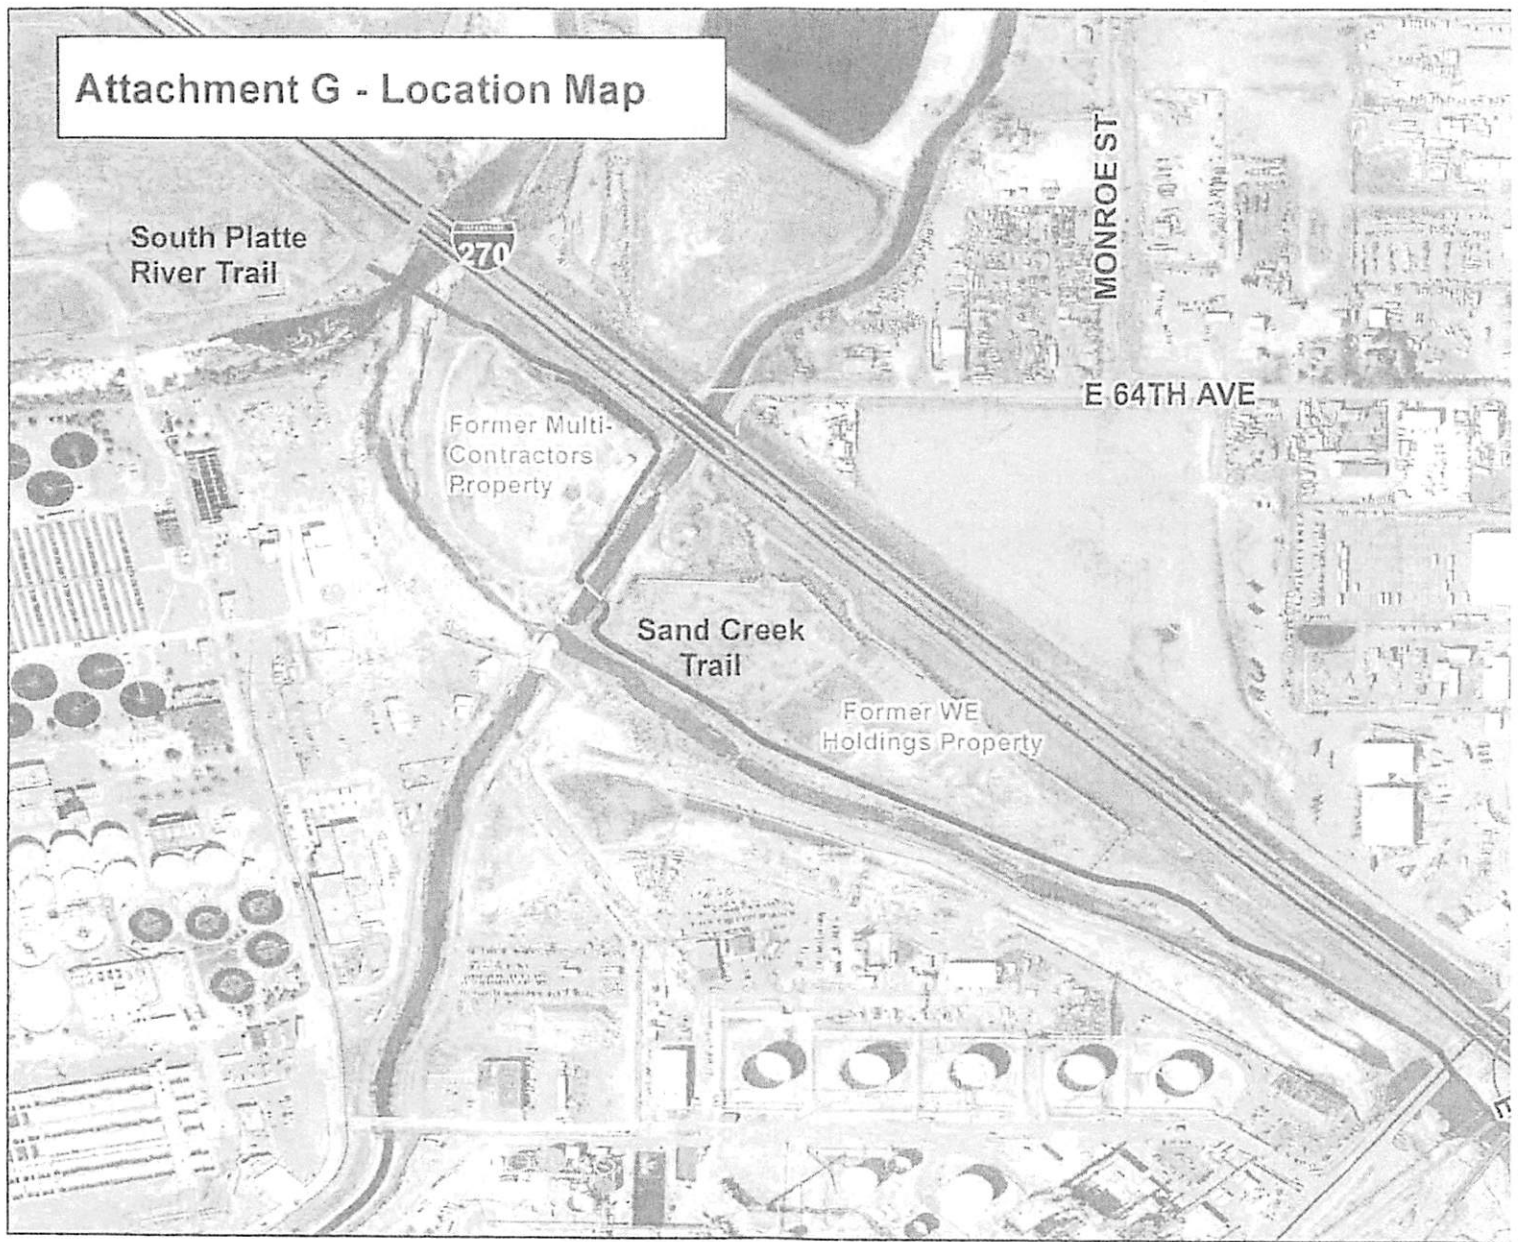 Attachment G - Location Map
South Platte
River Trail
270
MONROE ST
E 64TH AVE
Former Multi-
Contractors
Property
Sand Creek
Trail
Former WE
Holdings Property
E